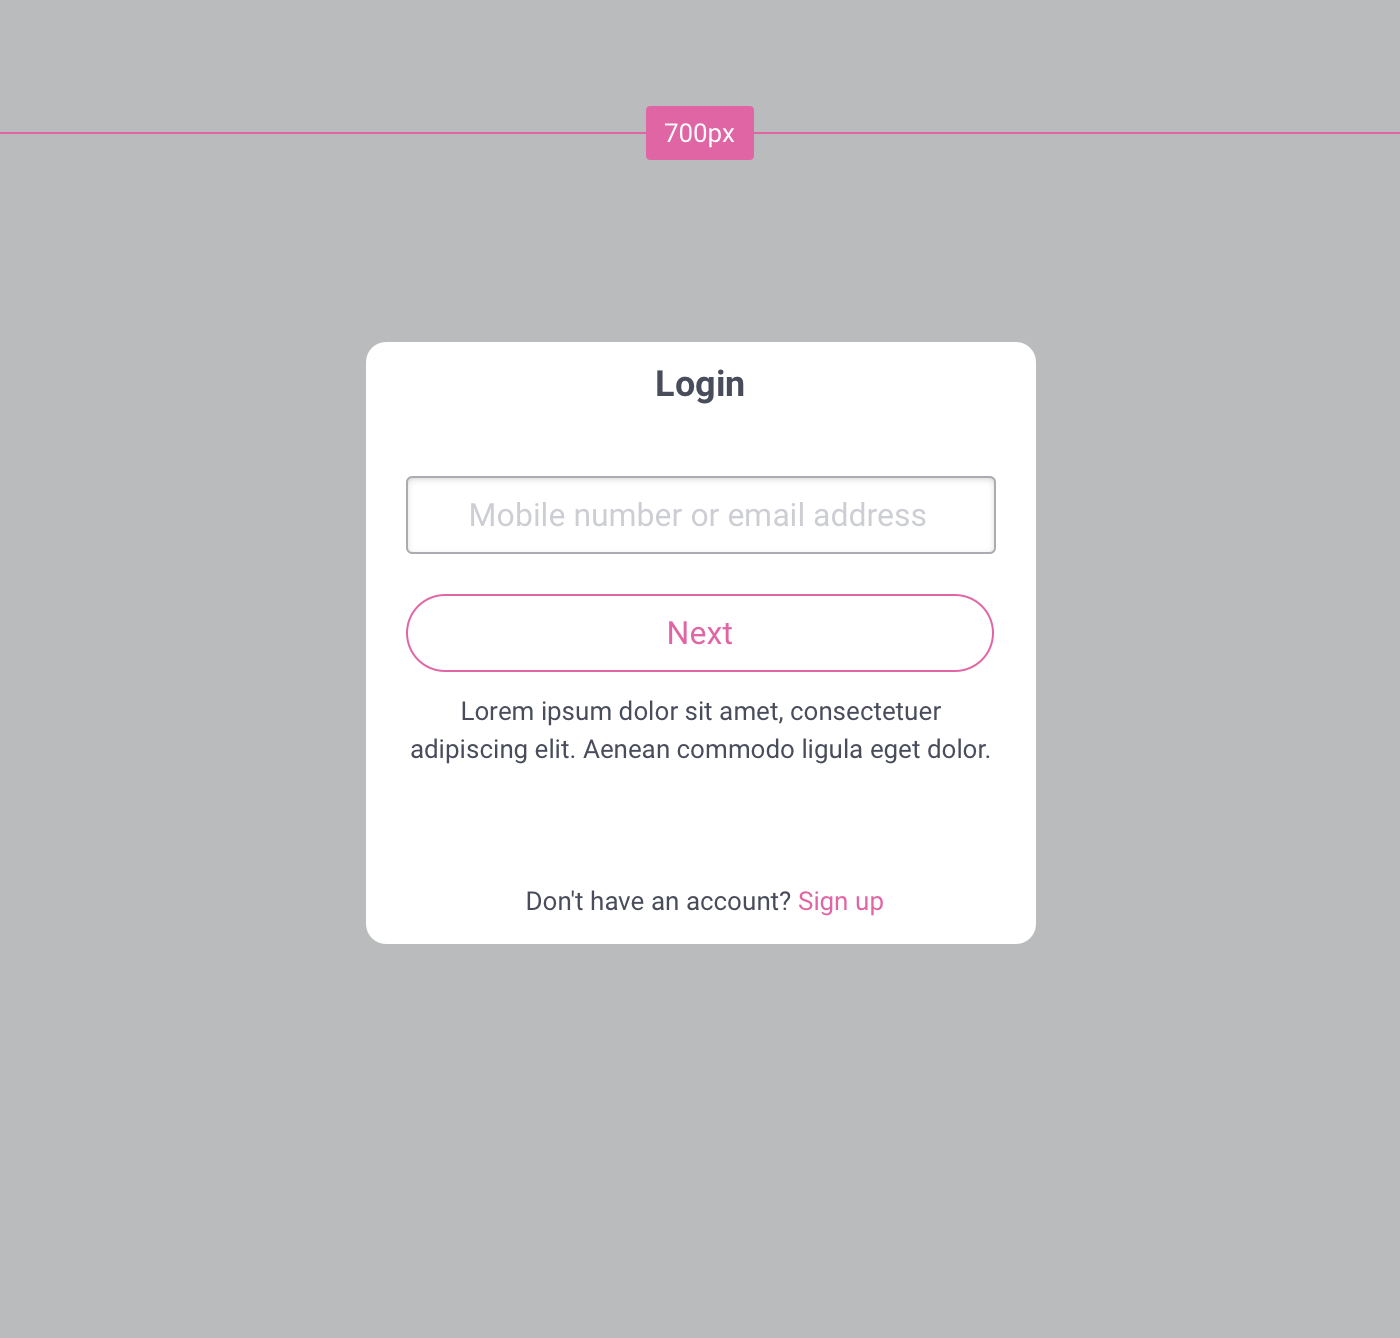 700px
Login
Mobile number or email address
Next
Lorem ipsum dolor sit amet, consectetuer
adipiscing elit. Aenean commodo ligula eget dolor.
Don't have an account? Sign up